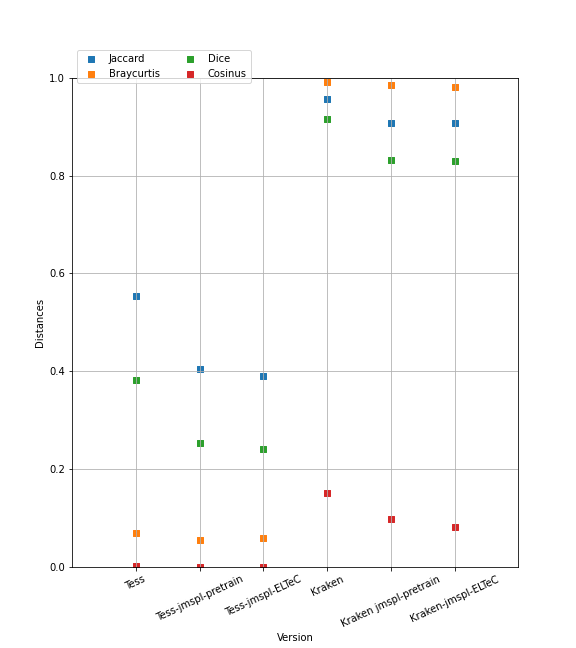 Jaccard Dice
Braycurtis Cosinus
1.0
0.8
0.6
0.4
0.2
0.0
Distances
Tess
Tess-jmspl-pretrain
Tess-jmspl-ELTeC
Kraken
Kraken jmspl-pretrain
Kraken-jmspl-ELTeC
Version